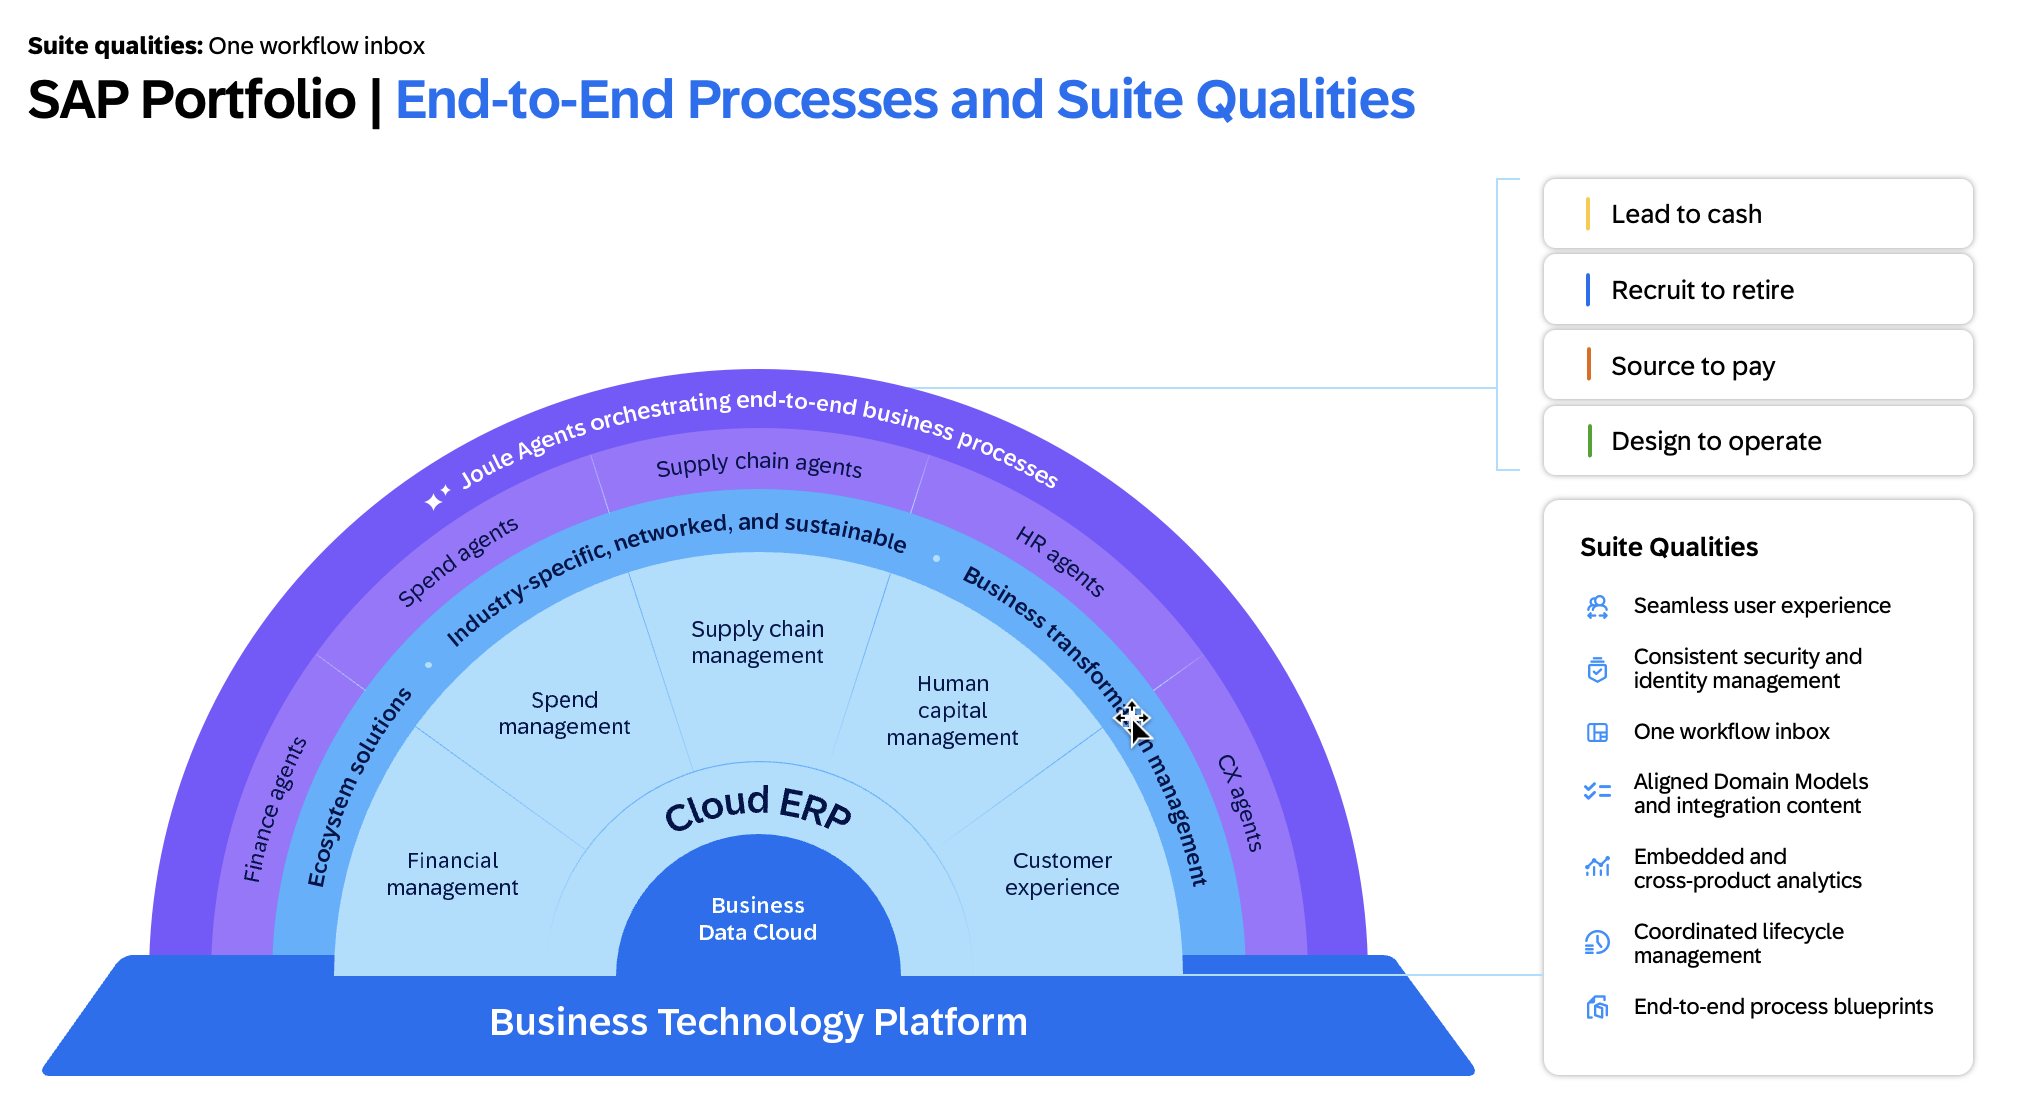 Suite qualities: One workflow inbox
SAP Portfolio | End-to-End Processes and Suite Qualities
Lead to cash
Recruit to retire
Source to pay
Design to operate
Joule Agents orchestrating end-to-end business processes
Finance agents
Spend agents
Supply chain agents
HR agents
CX agents
Ecosystem solutions
Industry-specific, networked, and sustainable
Business management
Financial
management
Spend
management
Supply chain
management
Human
capital
management
Customer
experience
Cloud ERP
Business
Data Cloud
Business Technology Platform
Suite Qualities
Seamless user experience
Consistent security and
identity management
One workflow inbox
Aligned Domain Models
and integration content
Embedded and
cross-product analytics
Coordinated lifecycle
management
End-to-end process blueprints